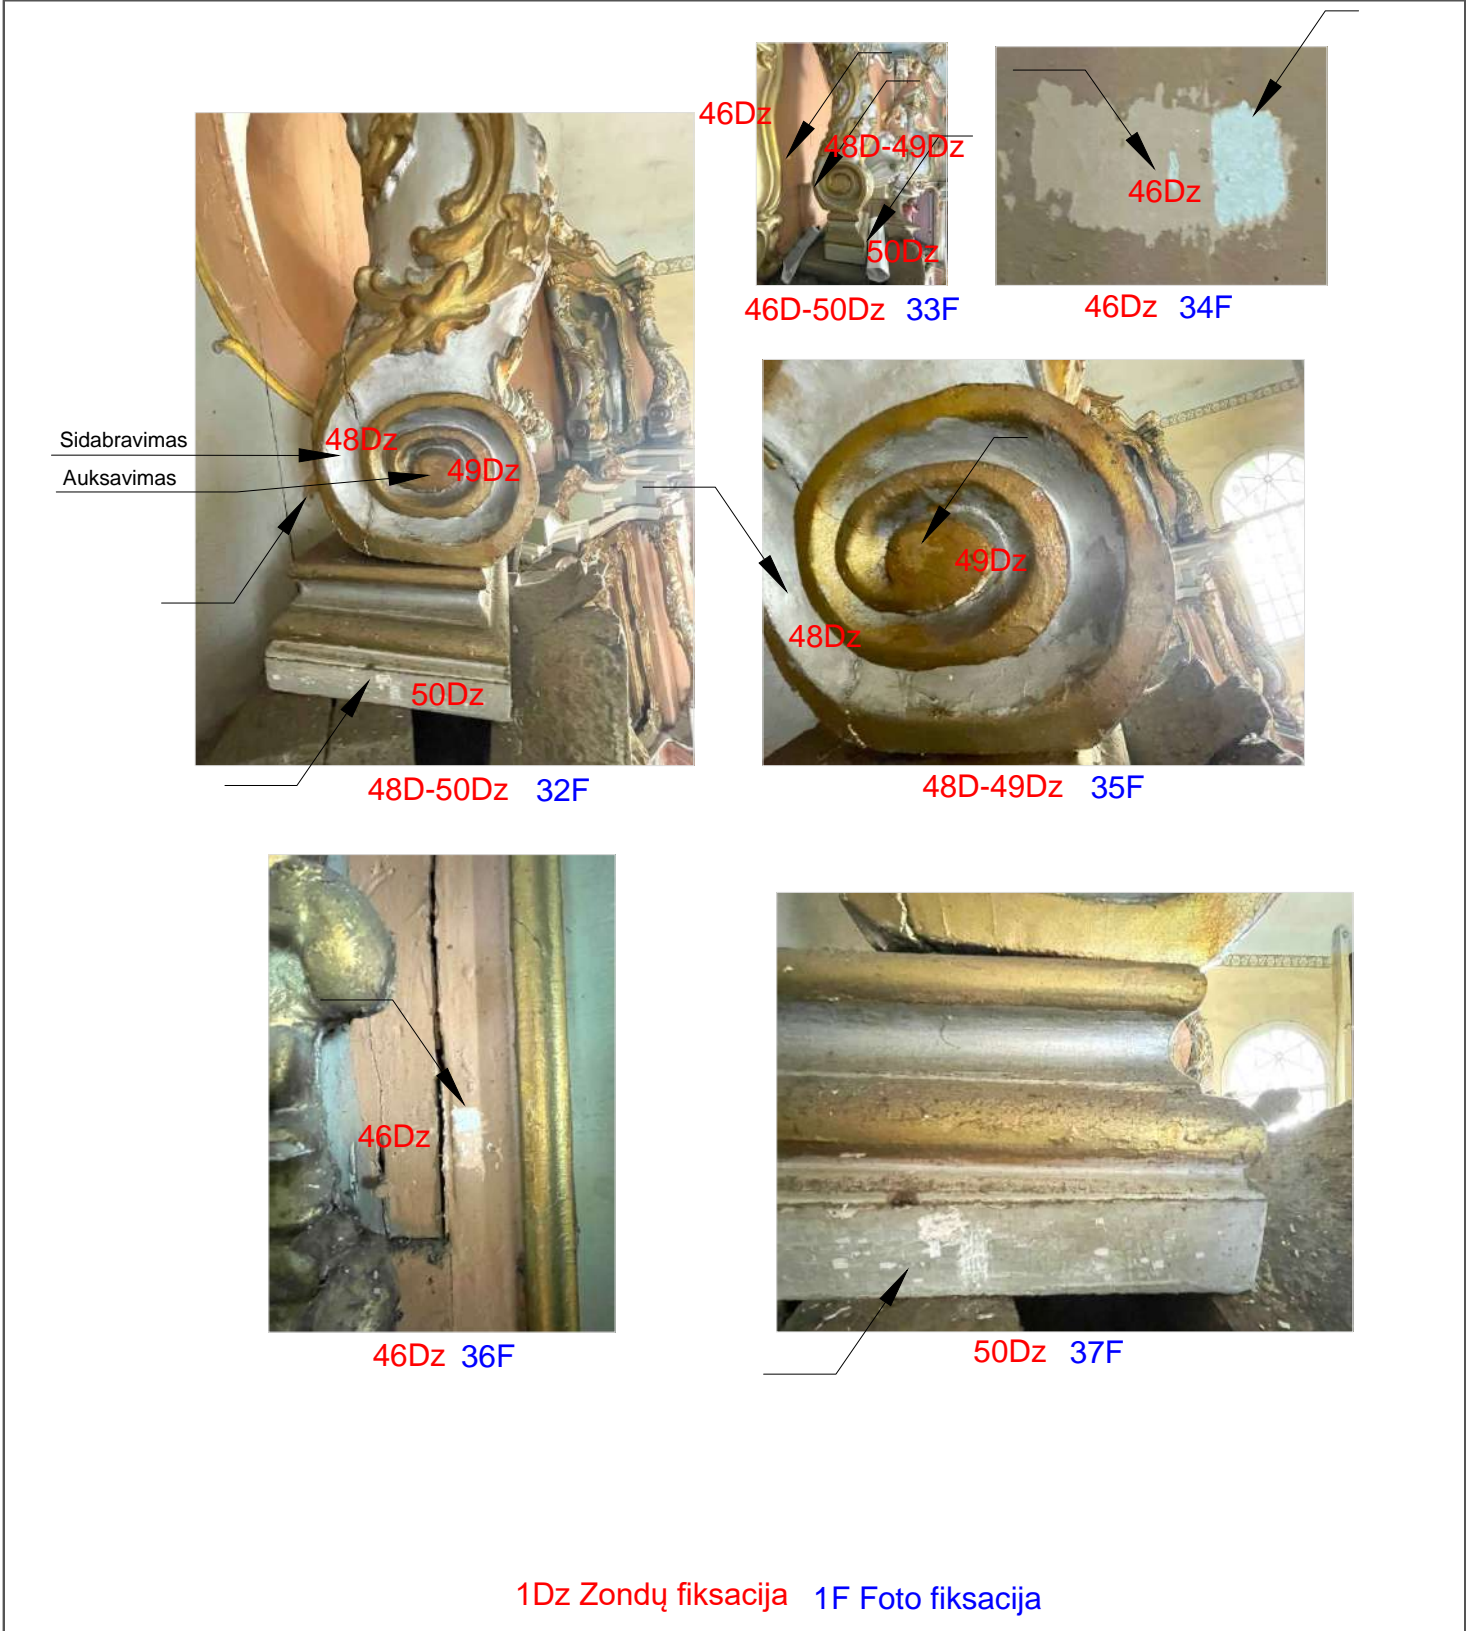 46Dz
48D-49Dz
50Dz
46D-50Dz 33F
46Dz
46Dz 34F
Sidabravimas
Auksavimas
48Dz
49Dz
50Dz
48D-50Dz 32F
49Dz
48Dz
48D-49Dz 35F
46Dz
46Dz 36F
50Dz 37F
1Dz Zondų fiksacija 1F Foto fiksacija